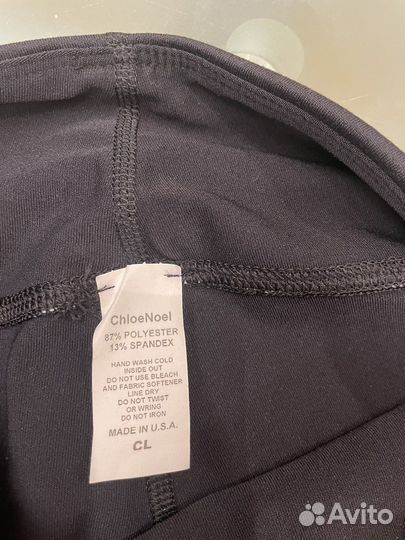 ChloeNoel
87% POLYESTER
13% SPANDEX
HAND WASH COLD
INSIDE OUT
DO NOT USE BLEACH
AND FABRIC SOFTENER
LINE DRY
DO NOT TWIST
OR WRING
DO NOT IRON
MADE IN U.S.A.
CL
Avito